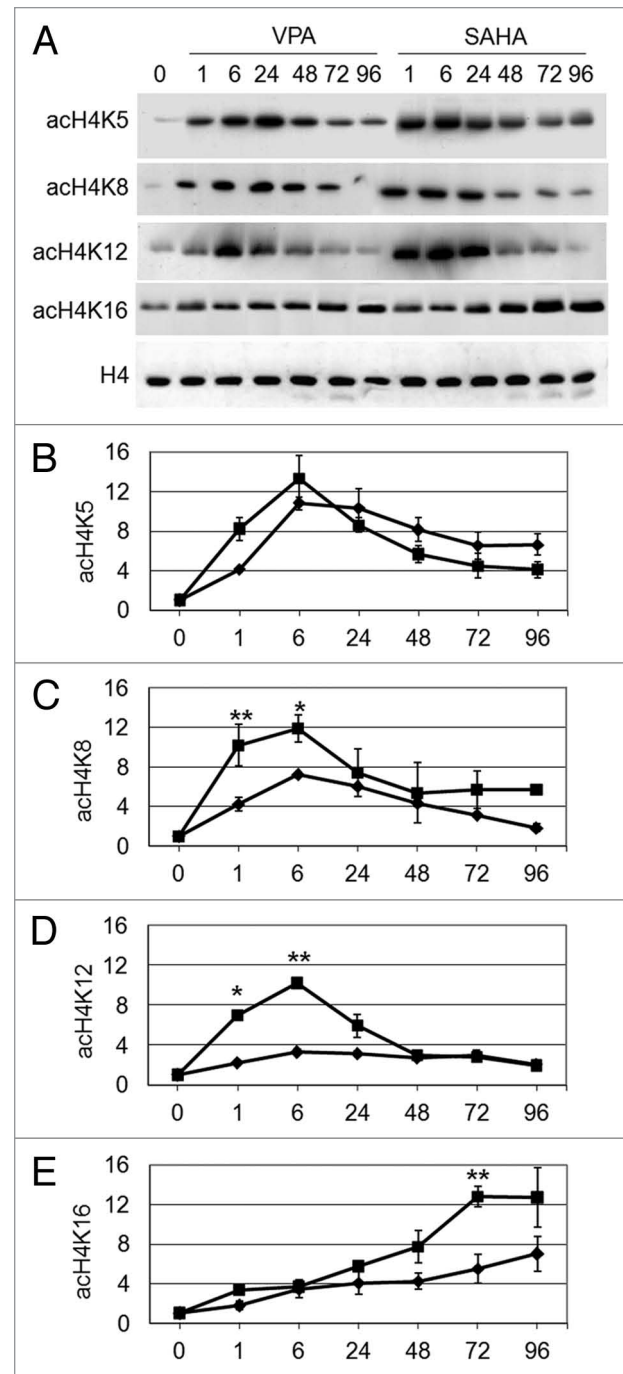 A
VPA SAHA
0 1 6 24 48 72 96 1 6 24 48 72 96
acH4K5
acH4K8
acH4K12
acH4K16
H4
B
acH4K5
16
12
8
4
0
0 1 6 24 48 72 96
C
acH4K8
16
12
8
4
0
** *
0 1 6 24 48 72 96
D
acH4K12
16
12
8
4
0
* **
0 1 6 24 48 72 96
E
acH4K16
16
12
8
4
0
**
0 1 6 24 48 72 96